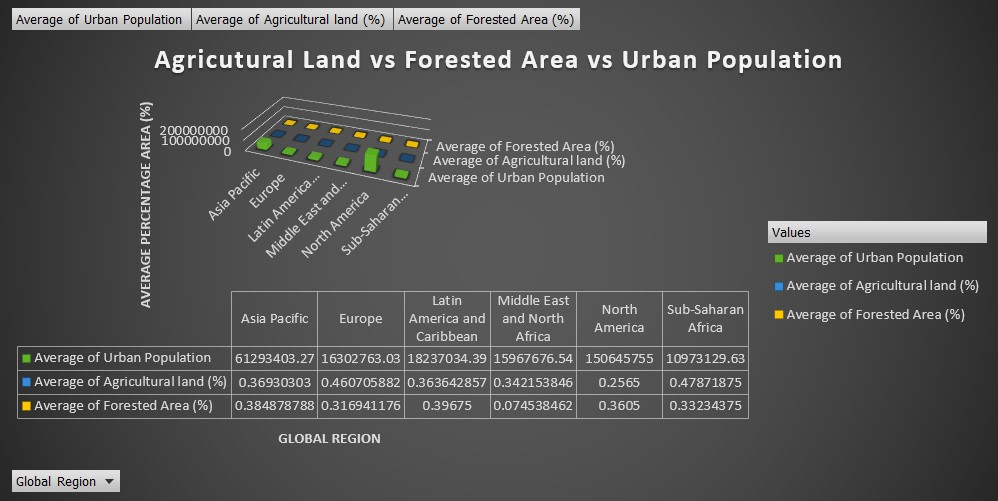 Average of Urban Population Average of Agricultural land (%) Average of Forested Area (%)
Agricutural Land vs Forested Area vs Urban Population
AVERAGE PERCENTAGE AREA (%)
200000000
100000000
0
Average of Forested Area (%)
Average of Agricultural land (%)
Average of Urban Population
Asia Pacific
Europe
Latin America...
Middle East and...
North America
Sub-Saharan...
Values
Average of Urban Population
Average of Agricultural land (%)
Average of Forested Area (%)
Asia Pacific Europe Latin America and Caribbean Middle East and North Africa North America Sub-Saharan Africa
Average of Urban Population 61293403.27 16302763.03 18237034.39 15967676.54 150645755 10973129.63
Average of Agricultural land (%) 0.36930303 0.460705882 0.363642857 0.342153846 0.2565 0.47871875
Average of Forested Area (%) 0.384878788 0.316941176 0.39675 0.074538462 0.3605 0.33234375
GLOBAL REGION
Global Region